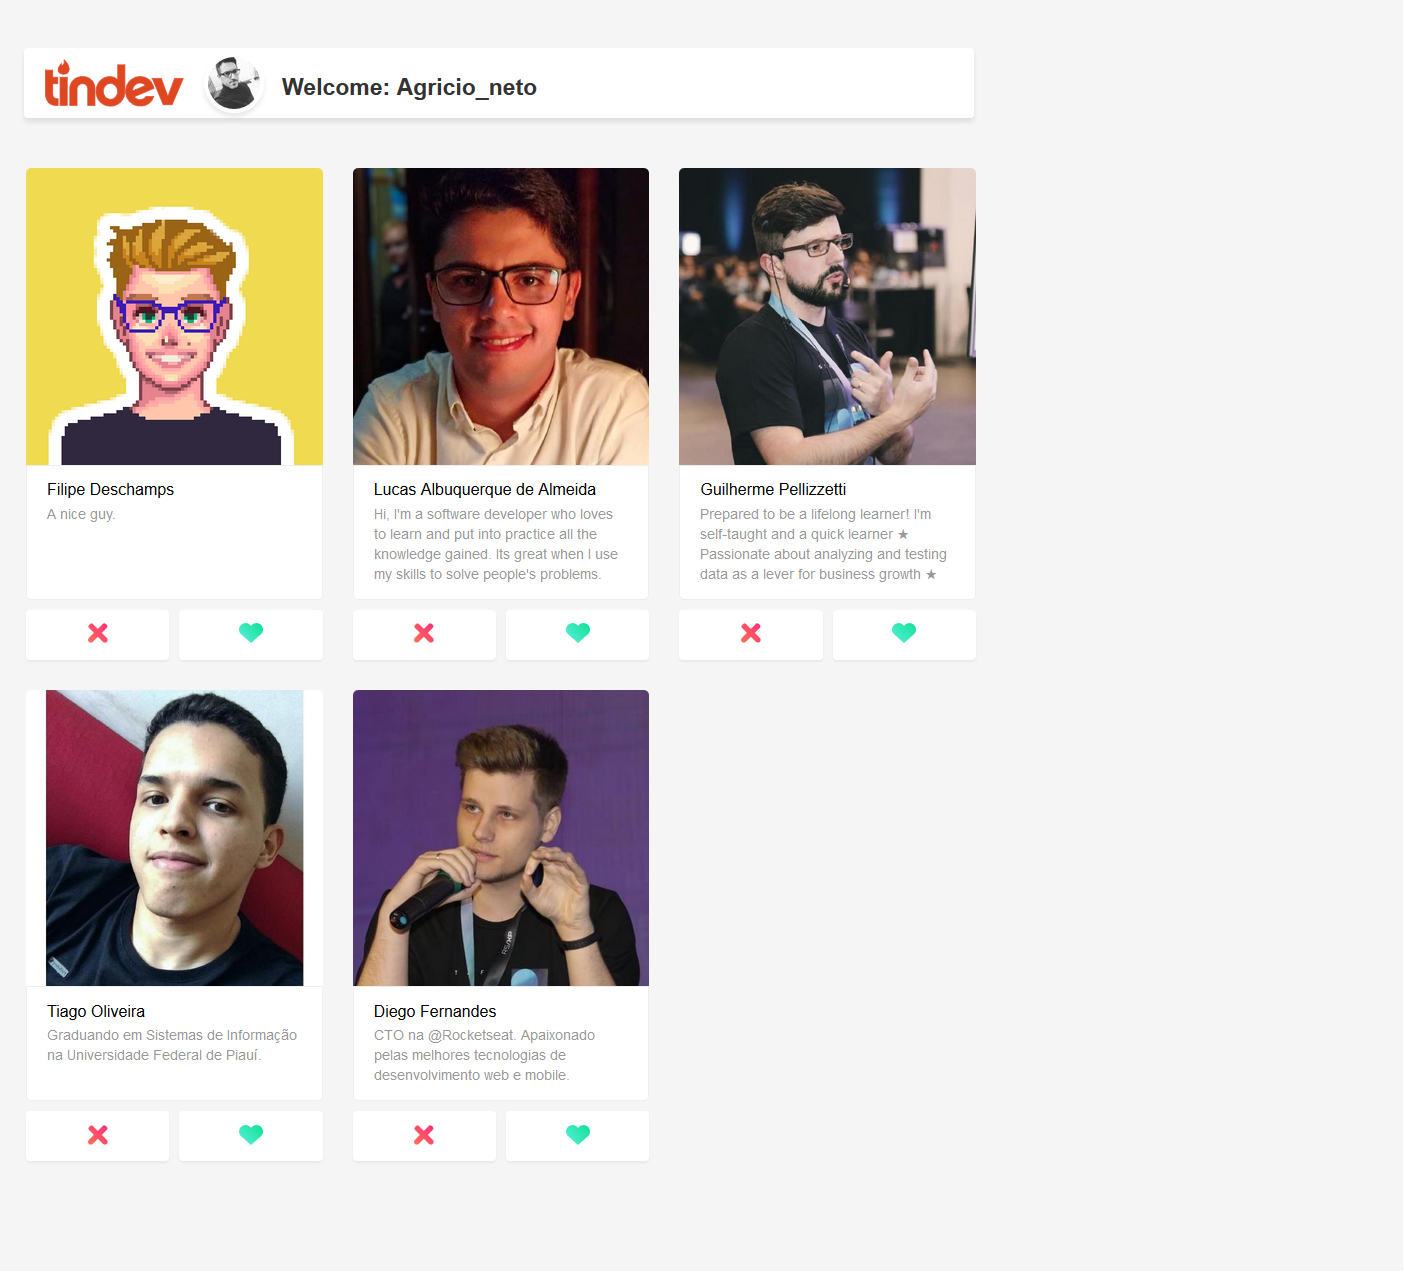 tindev
Welcome: Agricio_neto
Filipe Deschamps
A nice guy.
Lucas Albuquerque de Almeida
Hi, I'm a software developer who loves
to learn and put into practice all the
knowledge gained. Its great when I use
my skills to solve people's problems.
Guilherme Pellizzetti
Prepared to be a lifelong learner! I'm
self-taught and a quick learner ★
Passionate about analyzing and testing
data as a lever for business growth ★
Tiago Oliveira
Graduando em Sistemas de Informação
na Universidade Federal de Piauí.
Diego Fernandes
CTO na @Rocketseat. Apaixonado
pelas melhores tecnologias de
desenvolvimento web e mobile.